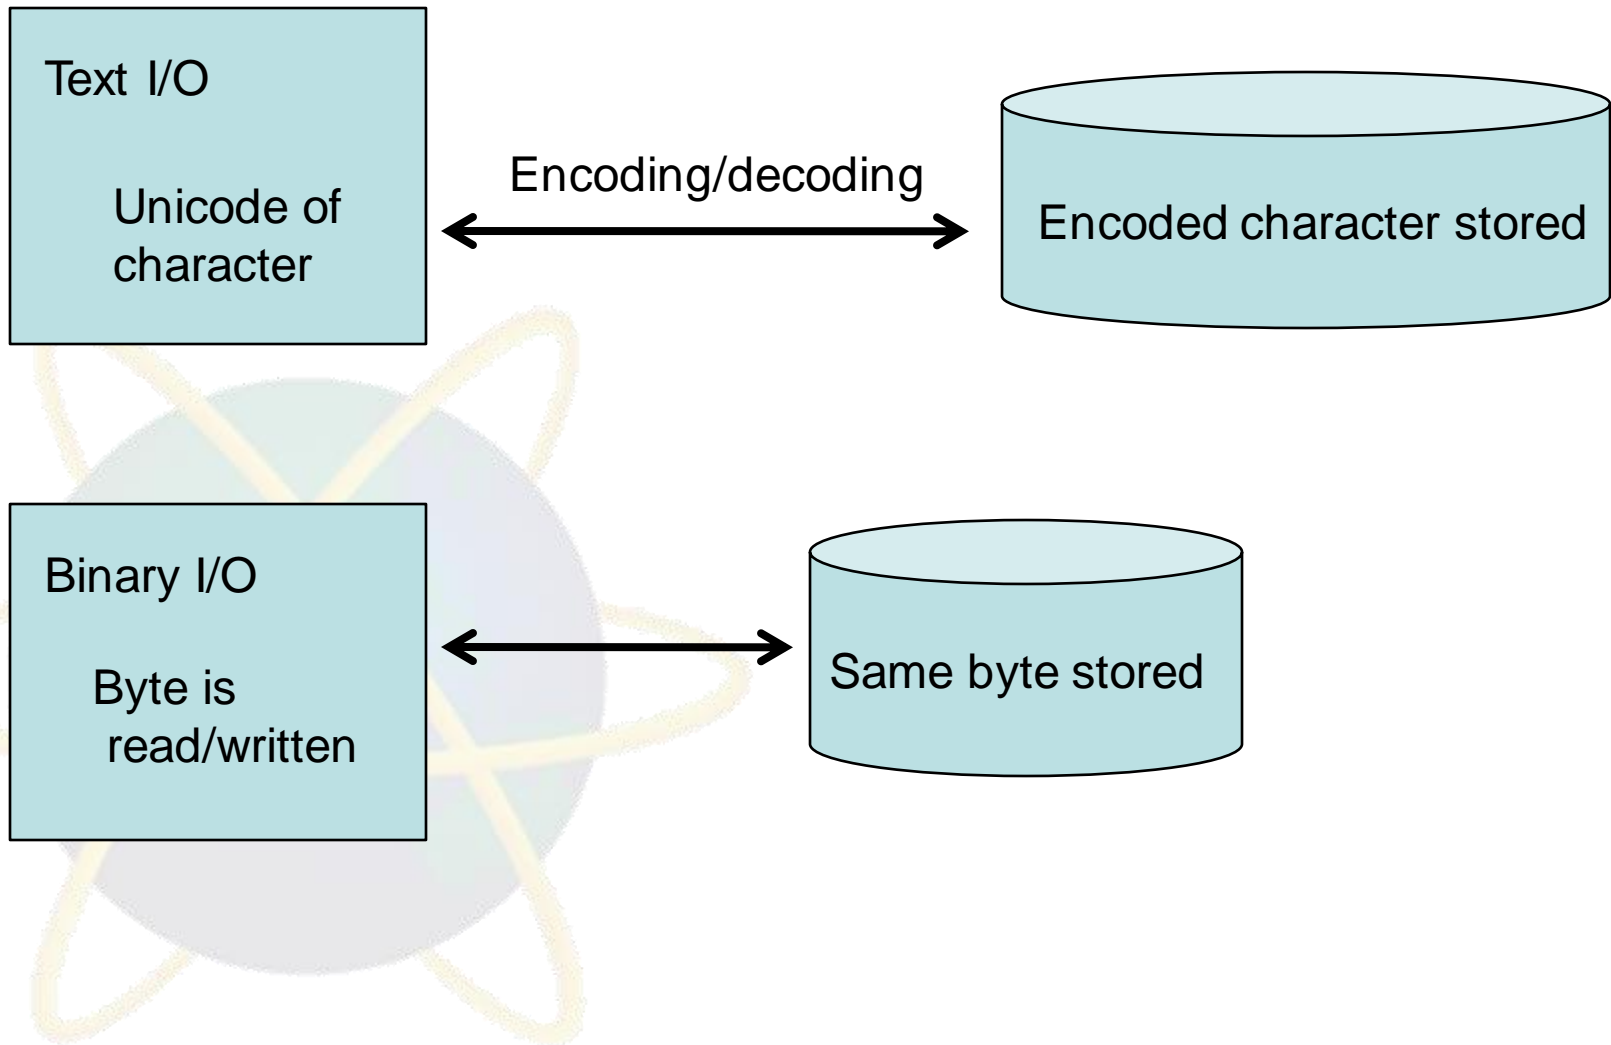 Text I/O
Unicode of
character
Encoding/decoding
Encoded character stored
Binary I/O
Byte is
read/written
Same byte stored